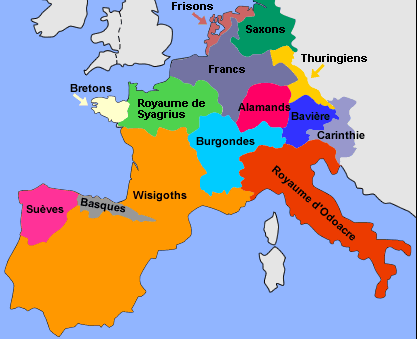 Frisons
Saxons
Thuringiens
Francs
Bretons
Royaume de
Syagrius
Alamands
Bavière
Carinthie
Burgondes
Wisigoths
Royaume d'Odoacre
Basques
Suèves